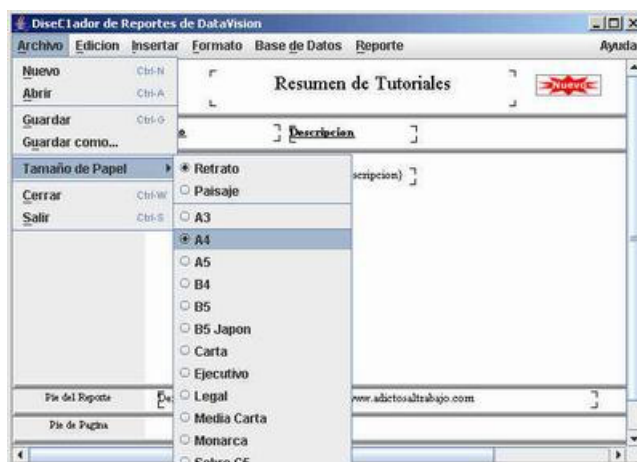 DiseC1ador de Reportes de DataVision
Archivo Edicion Insertar Formato Base de Datos Reporte Ayuda
Nuevo Ctrl-N
Abrir Ctrl-A
Guardar Ctrl-G
Guardar como...
Tamaño de Papel
Cerrar Ctrl-W
Salir Ctrl-S
Retrato
Paisaje
A3
A4
A5
B4
B5
B5 Japon
Carta
Ejecutivo
Legal
Media Carta
Monarca
Sobre C5
Resumen de Tutoriales
Nuevo
Descripcion
scripcion}
Pie del Reporte
www.adictosaltrabajo.com
Pie de Pagina